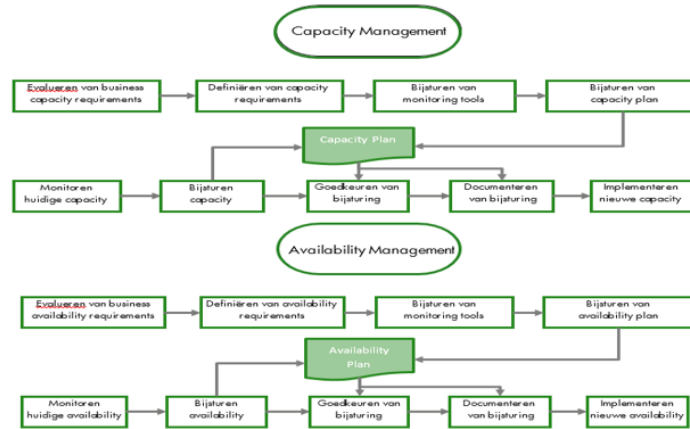 Capacity Management
Evalueren van business
capacity requirements
Definiëren van capacity
requirements
Bijsturen van
monitoring tools
Bijsturen van
capacity plan
Capacity Plan
Monitoren
huidige capacity
Bijsturen
capacity
Goedkeuren van
bijsturing
Documenteren
van bijsturing
Implementeren
nieuwe capacity
Availability Management
Evalueren van business
availability requirements
Definiëren van availability
requirements
Bijsturen van
monitoring tools
Bijsturen van
availability plan
Availability
Plan
Monitoren
huidige availability
Bijsturen
availability
Goedkeuren van
bijsturing
Documenteren
van bijsturing
Implementeren
nieuwe availability